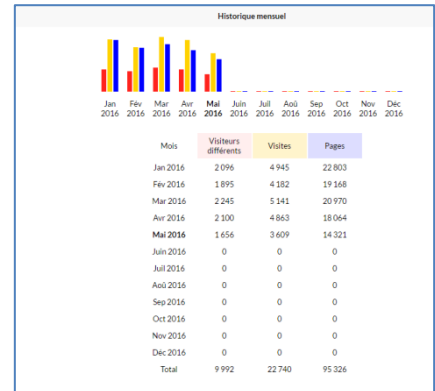 Historique mensuel
Jan Fév Mar Avr Mai Juin Juil Aoû Sep Oct Nov Déc
2016 2016 2016 2016 2016 2016 2016 2016 2016 2016 2016 2016
Mois Visiteurs différents Visites Pages
Jan 2016 2 096 4 945 22 803
Fév 2016 1 895 4 182 19 168
Mar 2016 2 245 5 141 20 970
Avr 2016 2 100 4 863 18 064
Mai 2016 1 656 3 609 14 321
Juin 2016 0 0 0
Juil 2016 0 0 0
Aoû 2016 0 0 0
Sep 2016 0 0 0
Oct 2016 0 0 0
Nov 2016 0 0 0
Déc 2016 0 0 0
Total 9 992 22 740 95 326